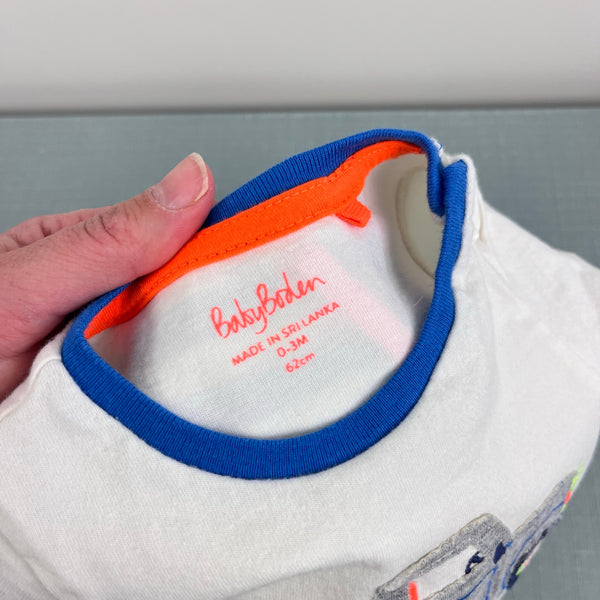 BabyBoden
MADE IN SRI LANKA
0-3M
62cm